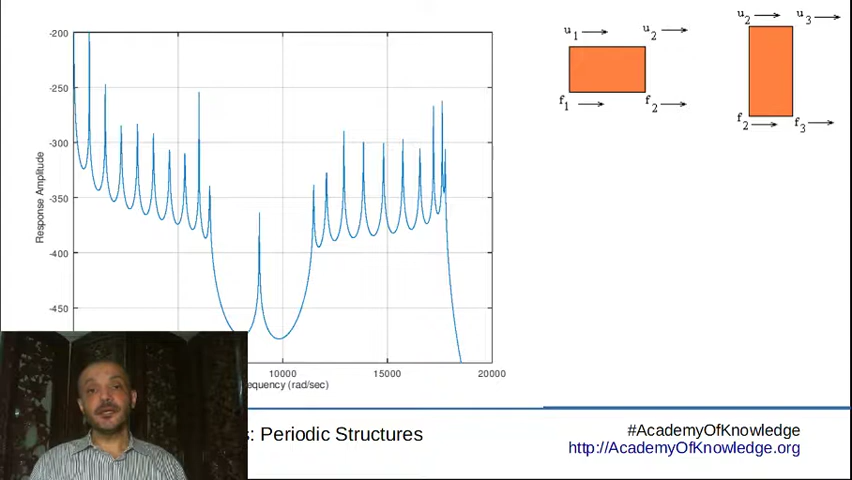 -200
-250
-300
-350
-400
-450
Response Amplitude
10000
15000
20000
equency (rad/sec)
u1
u2
f1
f2
u2
u3
f2
f3
s: Periodic Structures
#AcademyOfKnowledge
http://AcademyOfKnowledge.org